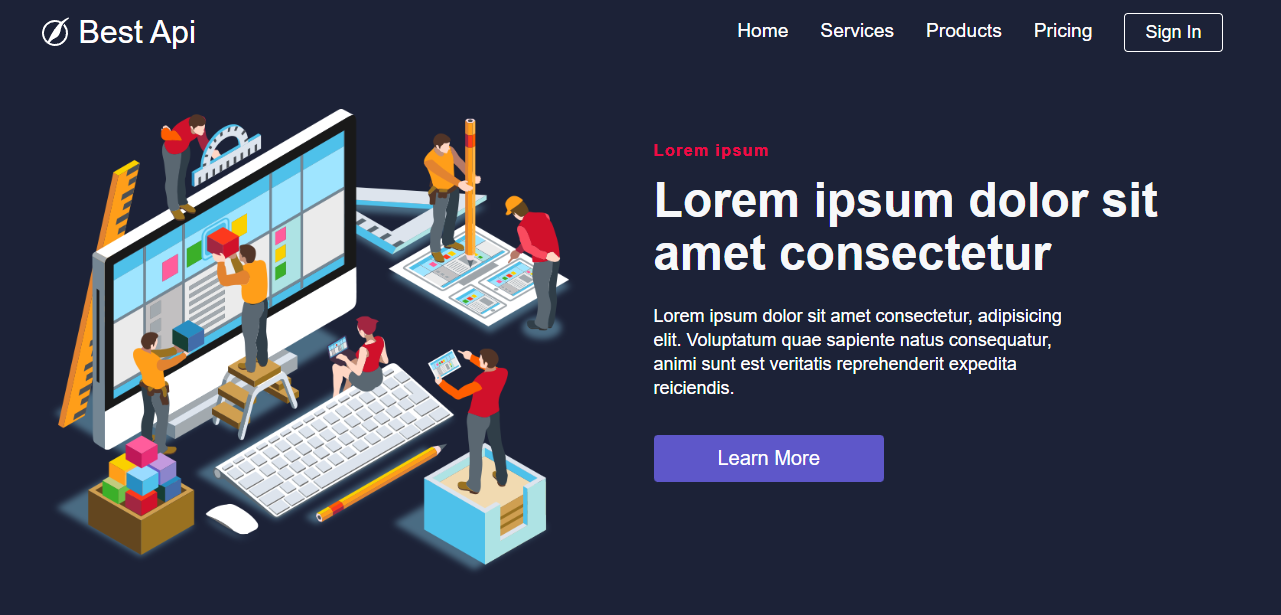 Best Api
Home Services Products Pricing Sign In
Lorem ipsum
Lorem ipsum dolor sit
amet consectetur
Lorem ipsum dolor sit amet consectetur, adipisicing
elit. Voluptatum quae sapiente natus consequatur,
animi sunt est veritatis reprehenderit expedita
reiciendis.
Learn More